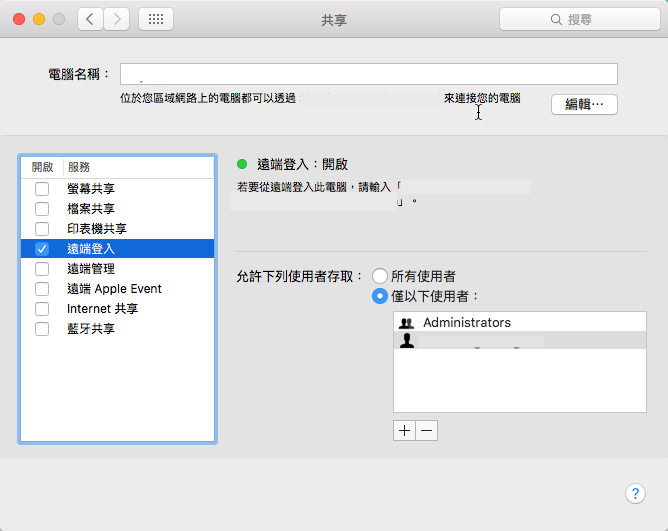 共享
搜尋
電腦名稱：
位於您區域網路上的電腦都可以透過
來連接您的電腦
編輯⋯
開啟 服務
螢幕共享
檔案共享
印表機共享
遠端登入
遠端管理
遠端 Apple Event
Internet 共享
藍牙共享
遠端登入：開啟
若要從遠端登入此電腦，請輸入「
」。
允許下列使用者存取：
所有使用者
僅以下使用者：
Administrators
?